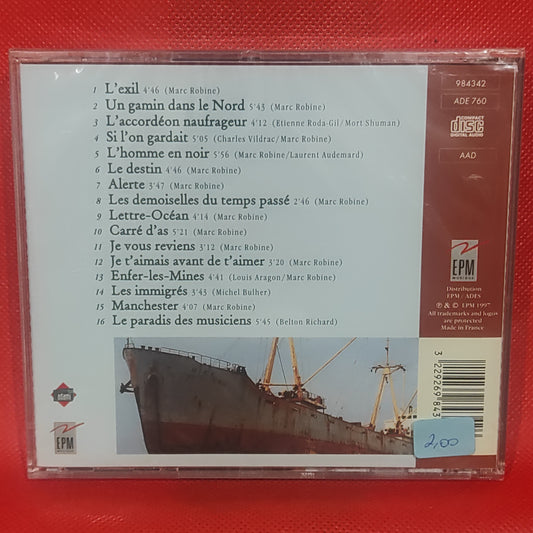 1 L'exil 4'46 (Marc Robine)
2 Un gamin dans le Nord 5'43 (Marc Robine)
3 L'accordéon naufrageur 4'12 (Etienne Roda-Gil/Mort Shuman)
4 Si l'on gardait 5'05 (Charles Vildrac/Marc Robine)
5 L'homme en noir 5'56 (Marc Robine/Laurent Audemard)
6 Le destin 4'46 (Marc Robine)
7 Alerte 3'47 (Marc Robine)
8 Les demoiselles du temps passé 2'46 (Marc Robine)
9 Lettre-Océan 4'14 (Marc Robine)
10 Carré d'as 5'21 (Marc Robine)
11 Je vous reviens 3'12 (Marc Robine)
12 Je t'aimais avant de t'aimer 3'20 (Marc Robine)
13 Enfer-les-Mines 4'41 (Louis Aragon/Marc Robine)
14 Les immigrés 3'43 (Michel Bulher)
15 Manchester 4'07 (Marc Robine)
16 Le paradis des musiciens 5'45 (Belton Richard)
984342
ADE 760
COMPACT
disc
DIGITAL AUDIO
AAD
EPM
MUSIQUE
Distribution
EPM / ADES
℗ & © EPM 1997
All trademarks and logos
are protected
Made in France
3 229269 843
adami
EPM
MUSIQUE
2,00